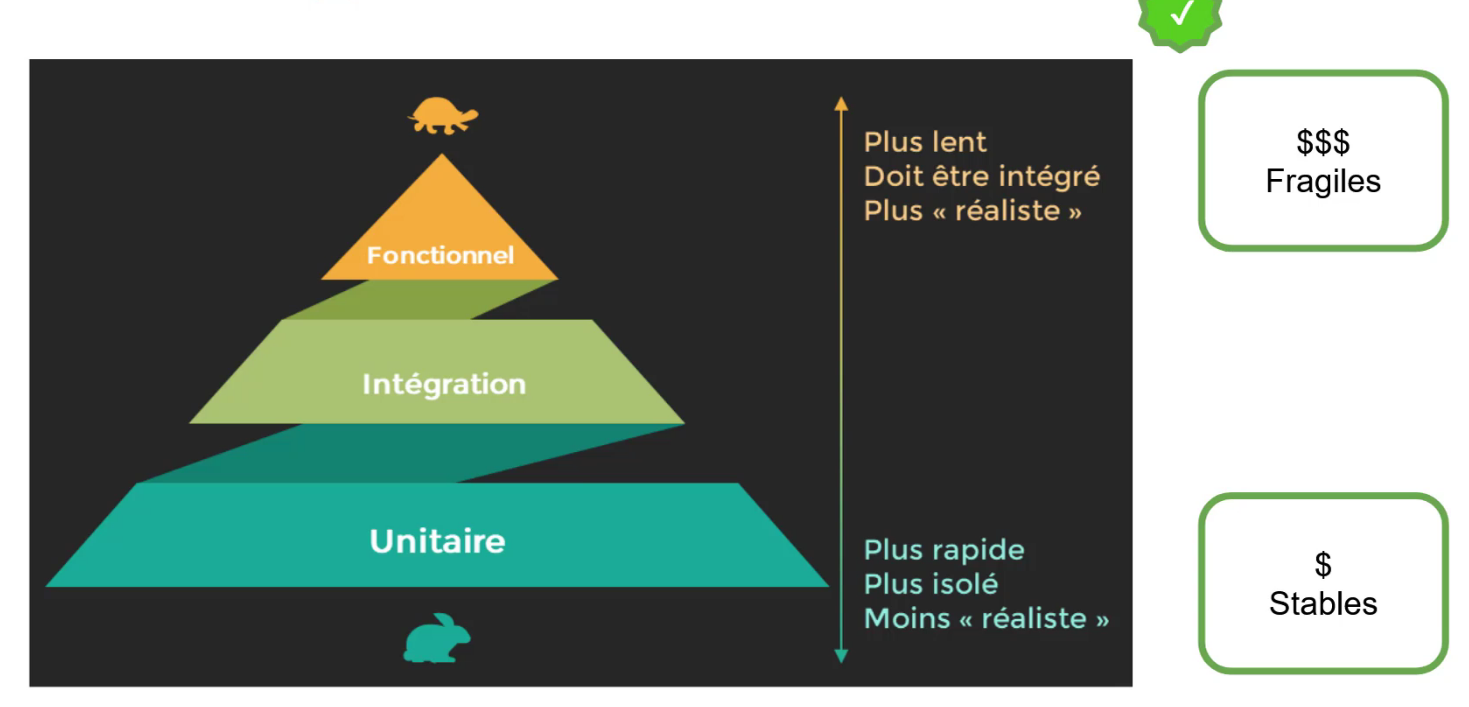 ✓
Plus lent
Doit être intégré
Plus « réaliste »
$$$
Fragiles
Fonctionnel
Intégration
Unitaire
Plus rapide
Plus isolé
Moins « réaliste »
$
Stables